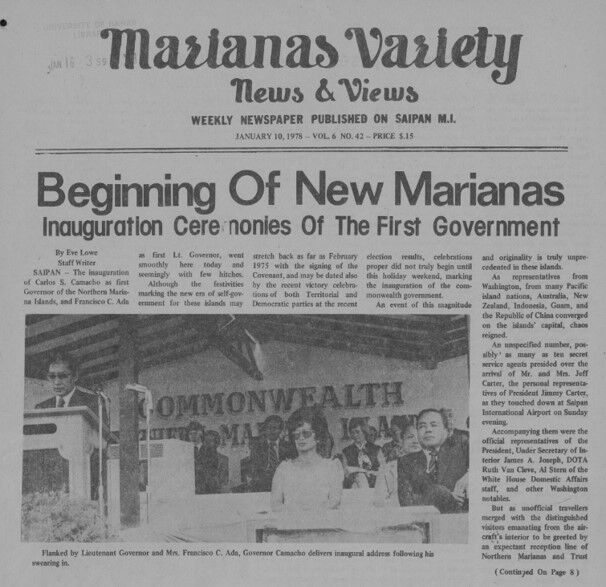 UNIVERSITY OF HAWAII
JAN 16
Marianas Variety
News & Views
WEEKLY NEWSPAPER PUBLISHED ON SAIPAN M.I.
JANUARY 10, 1978 – VOL. 6 NO. 42 – PRICE $.15
Beginning Of New Marianas
Inauguration Cere nonies Of The First Government
By Eve Lowe
Staff Writer
SAIPAN – The inauguration
of Carlos S. Camacho as first
Governor of the Northern Maria-
na Islands, and Francisco C. Ada
as first Lt. Governor, went
smoothly here today and
seemingly with few hitches.
Although the festivities
marking the new era of self-gov-
ernment for these islands may
stretch back as far as February
1975 with the signing of the
Covenant, and may be dated also
by the recent victory celebra-
tions of both Territorial and
Democratic parties at the recent
election results, celebrations
proper did not truly begin until
this holiday weekend, marking
the inauguration of the com-
monwealth government.
An event of this magnitude
and originality is truly unpre-
cedented in these islands.
As representatives from
Washington, from many Pacific
island nations, Australia, New
Zealand, Indonesia, Guam, and
the Republic of China converged
on the islands' capital, chaos
reigned.
An unspecified number, pos-
sibly as many as ten secret
service agents presided over the
arrival of Mr. and Mrs. Jeff
Carter, the personal representa-
tives of President Jimmy Carter,
as they touched down at Saipan
International Airport on Sunday
evening.
Accompanying them were the
official representatives of the
President, Under Secretary of In-
terior James A. Joseph, DOTA
Ruth Van Cleve, Al Stern of the
White House Domestic Affairs
staff, and other Washington
notables.
But as unofficial travellers
merged with the distinguished
visitors emanating from the air-
craft's interior to be greeted by
an expectant reception line of
Northern Marianas and Trust
( Continued On Page 8 )
COMMONWEALTH
Flanked by Lieutenant Governor and Mrs. Francisco C. Ada, Governor Camacho delivers inaugural address following his
swearing in.